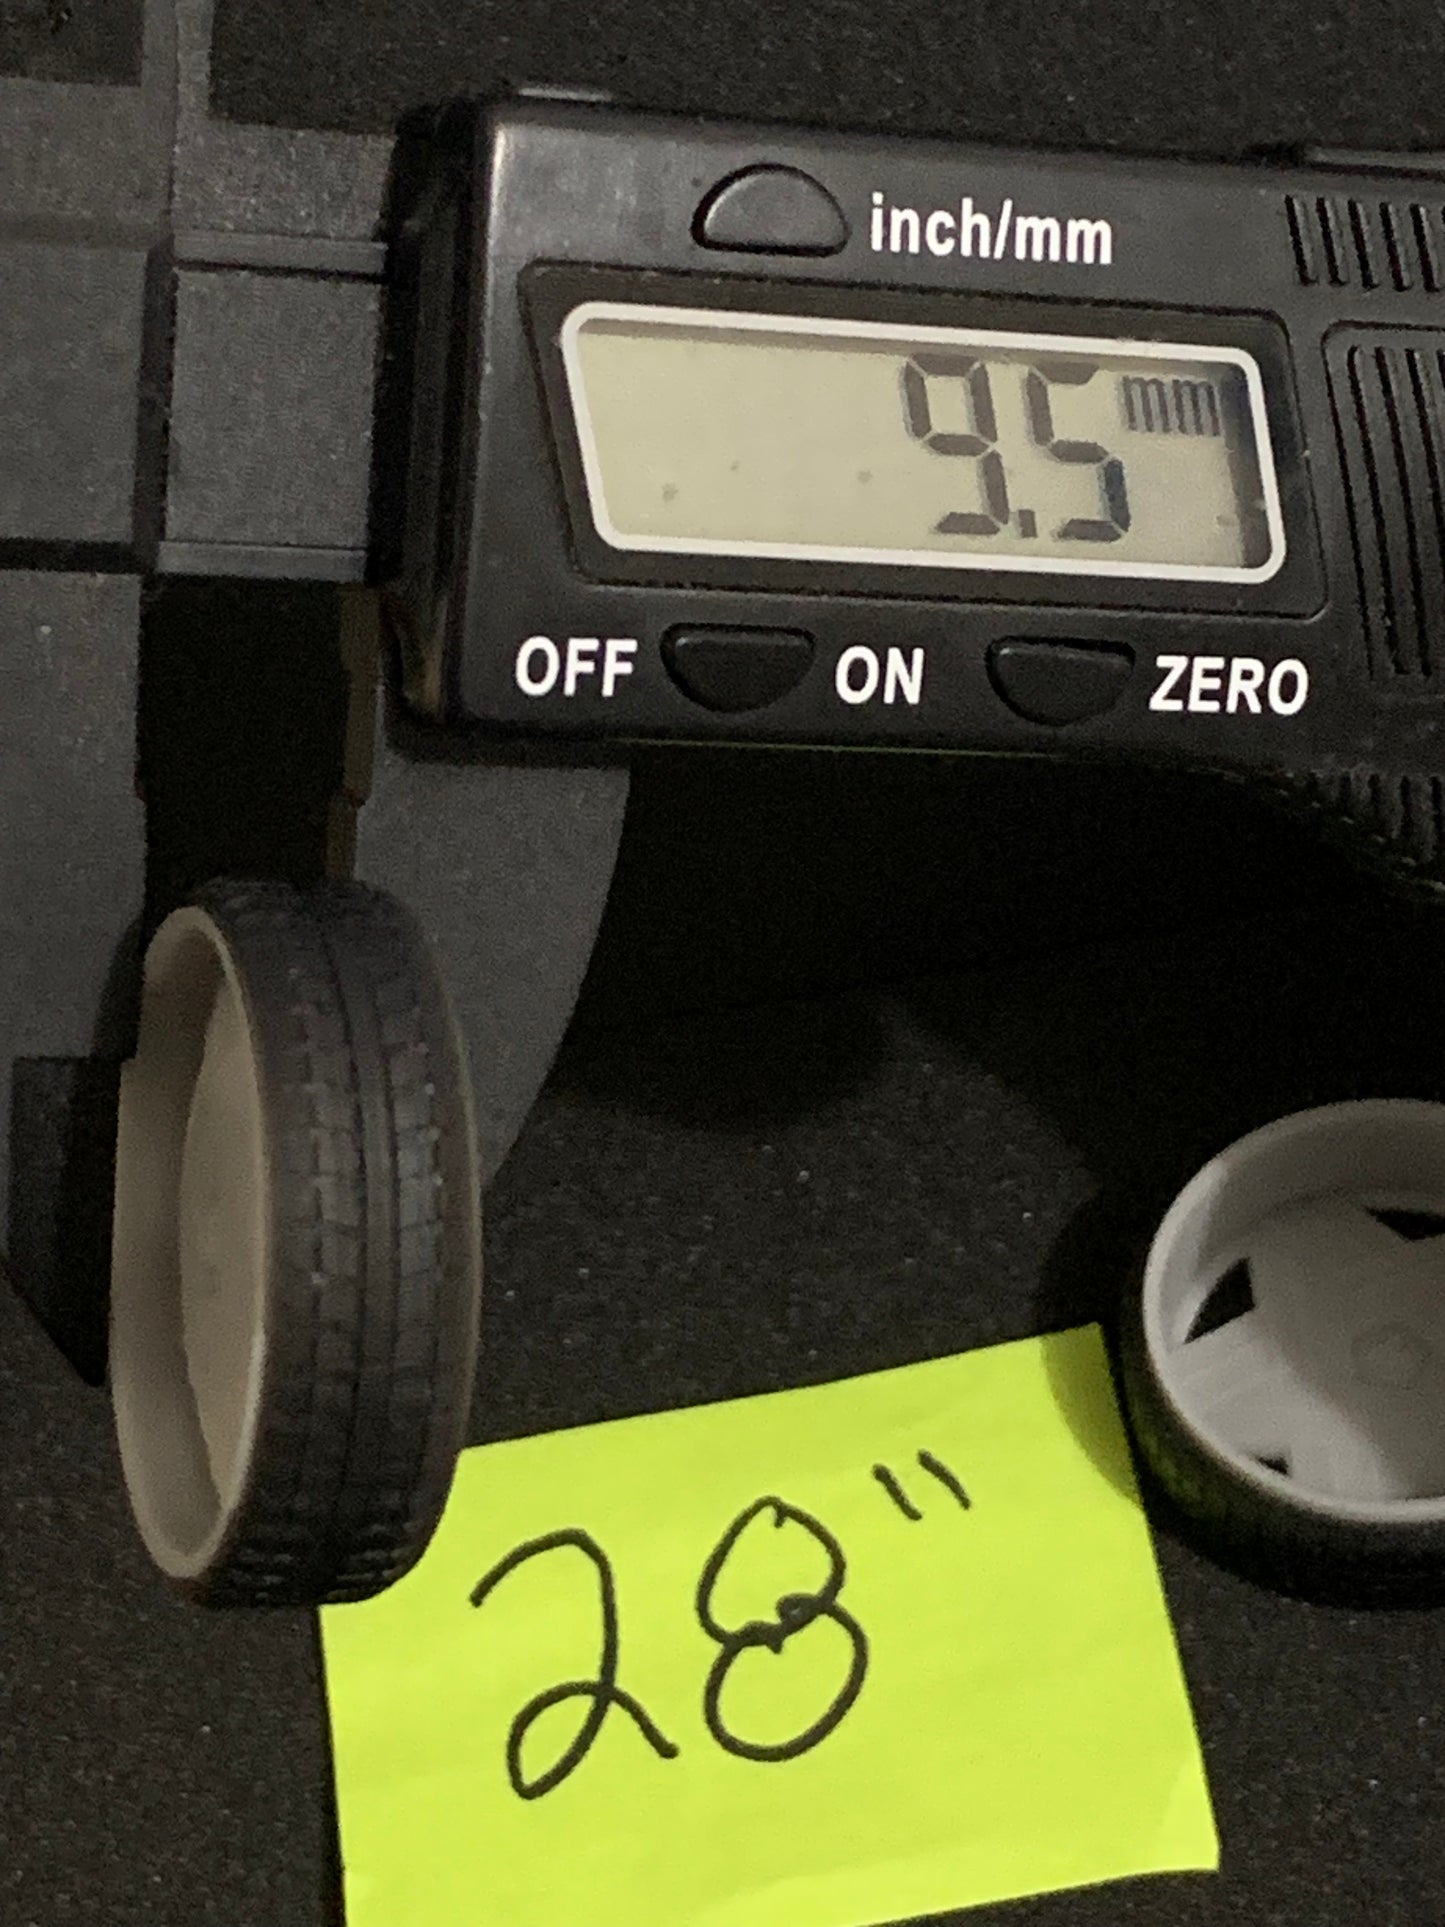 inch/mm
9.5 mm
OFF ON ZERO
28"